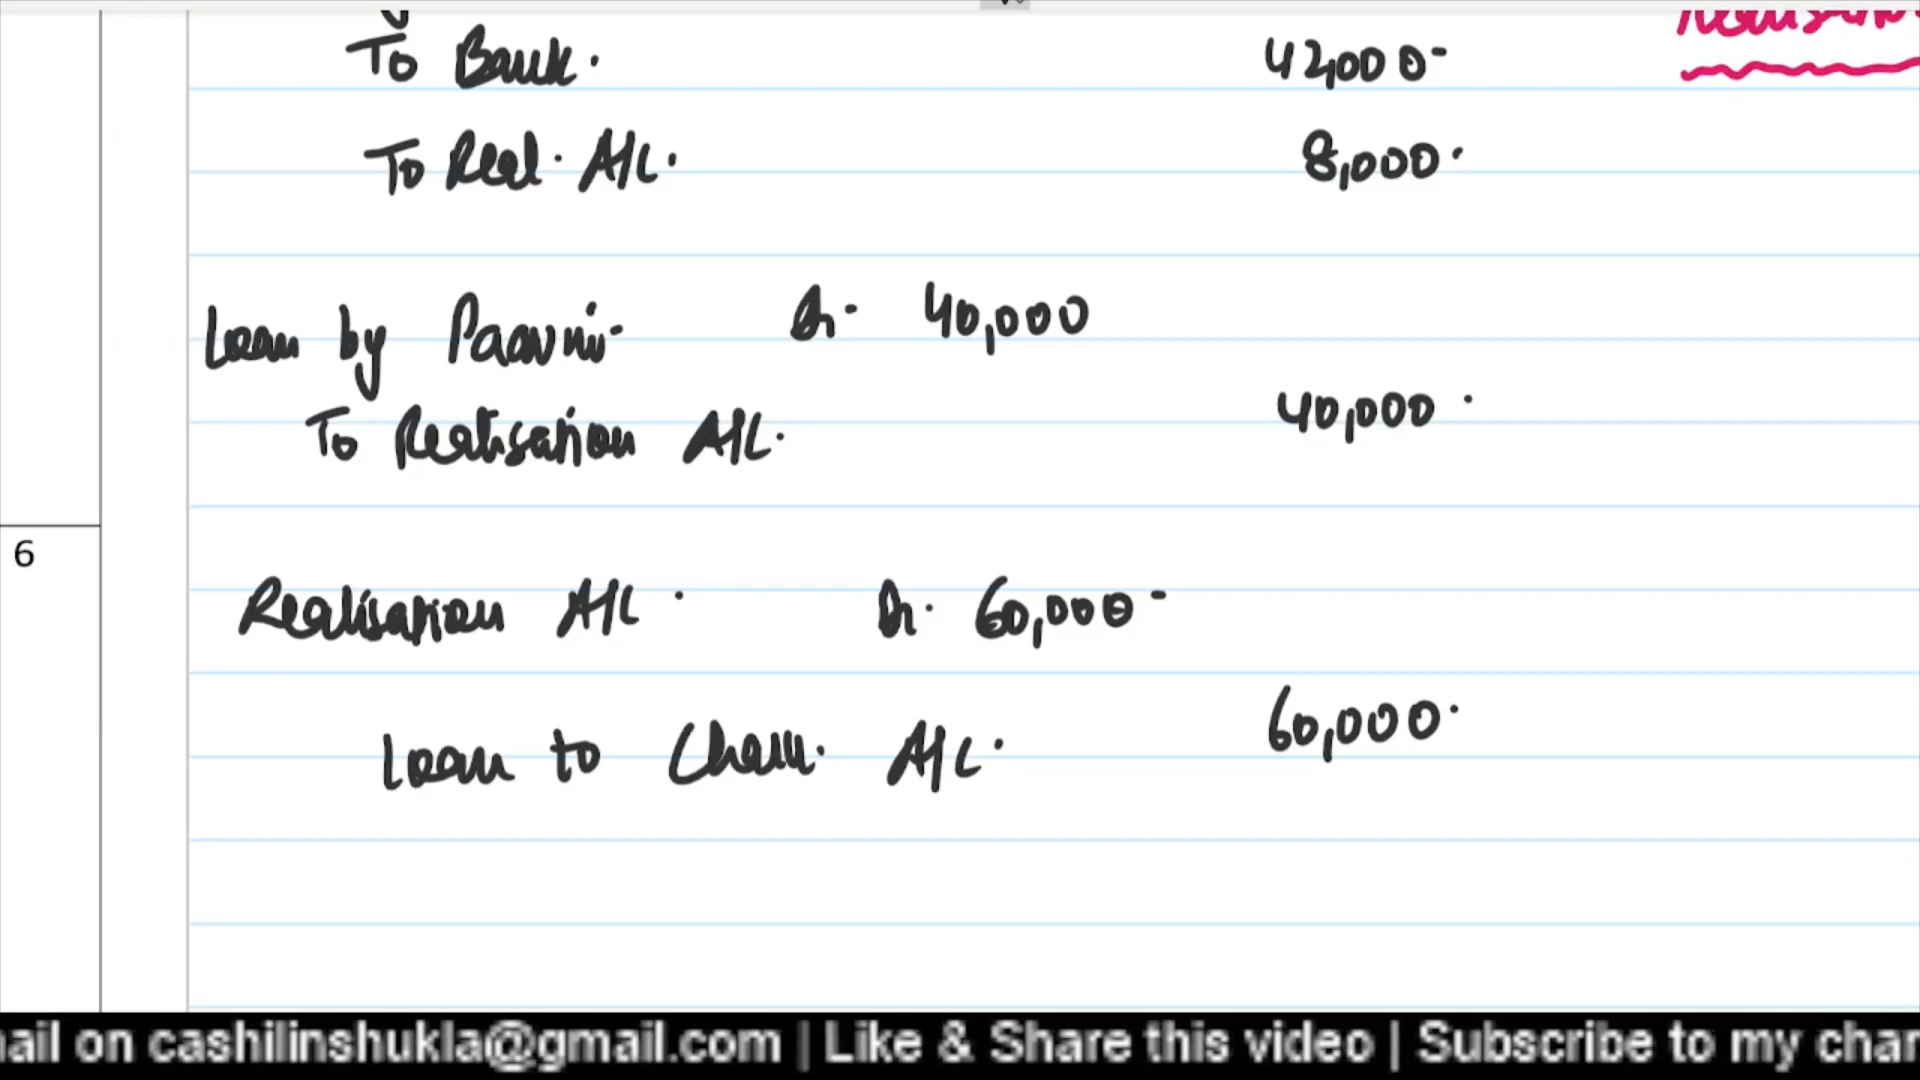 To Bank. 42,000-
To Real. A/c. 8,000.
Loan by Paavni- Dr. 40,000
To Realisation A/c. 40,000.
6
Realisation A/c. Dr. 60,000-
Loan to Charu. A/c. 60,000.
ail on cashilinshukla@gmail.com | Like & Share this video | Subscribe to my chan